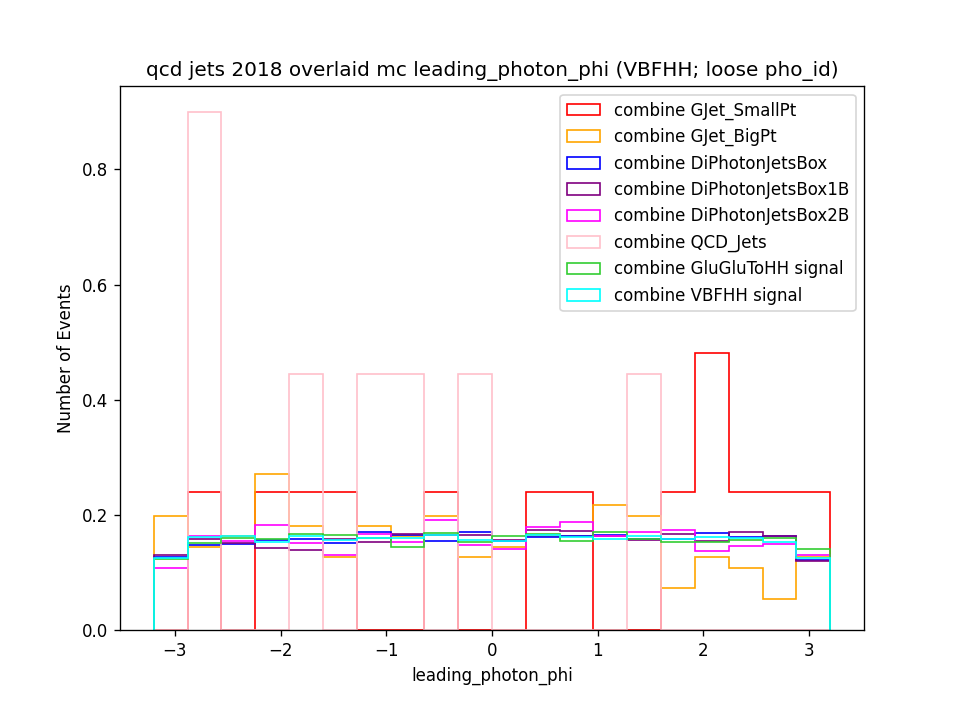 qcd jets 2018 overlaid mc leading_photon_phi (VBFHH; loose pho_id)
combine GJet_SmallPt
combine GJet_BigPt
combine DiPhotonJetsBox
combine DiPhotonJetsBox1B
combine DiPhotonJetsBox2B
combine QCD_Jets
combine GluGluToHH signal
combine VBFHH signal
Number of Events
0.8
0.6
0.4
0.2
0.0
−3 −2 −1 0 1 2 3
leading_photon_phi